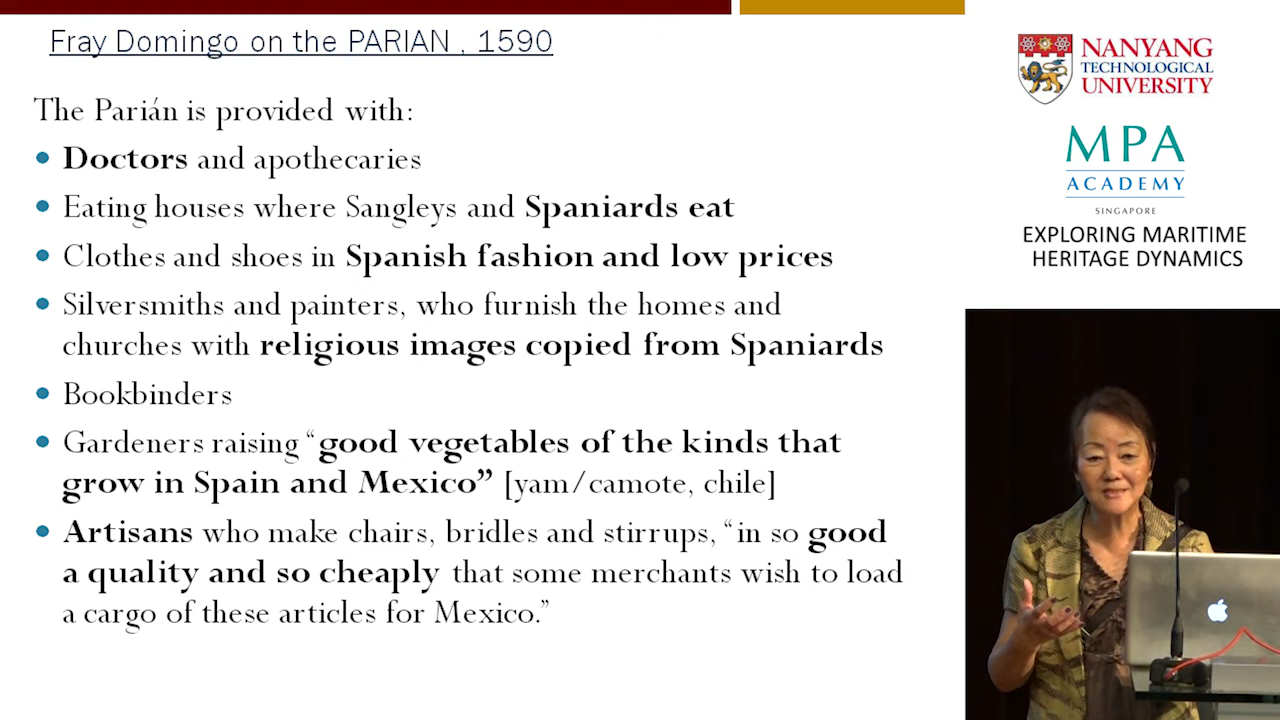 Fray Domingo on the PARIAN , 1590
The Parián is provided with:
• Doctors and apothecaries
• Eating houses where Sangleys and Spaniards eat
• Clothes and shoes in Spanish fashion and low prices
• Silversmiths and painters, who furnish the homes and
churches with religious images copied from Spaniards
• Bookbinders
• Gardeners raising “good vegetables of the kinds that
grow in Spain and Mexico” [yam/camote, chile]
• Artisans who make chairs, bridles and stirrups, “in so good
a quality and so cheaply that some merchants wish to load
a cargo of these articles for Mexico.”
NANYANG
TECHNOLOGICAL
UNIVERSITY
MPA
ACADEMY
SINGAPORE
EXPLORING MARITIME
HERITAGE DYNAMICS